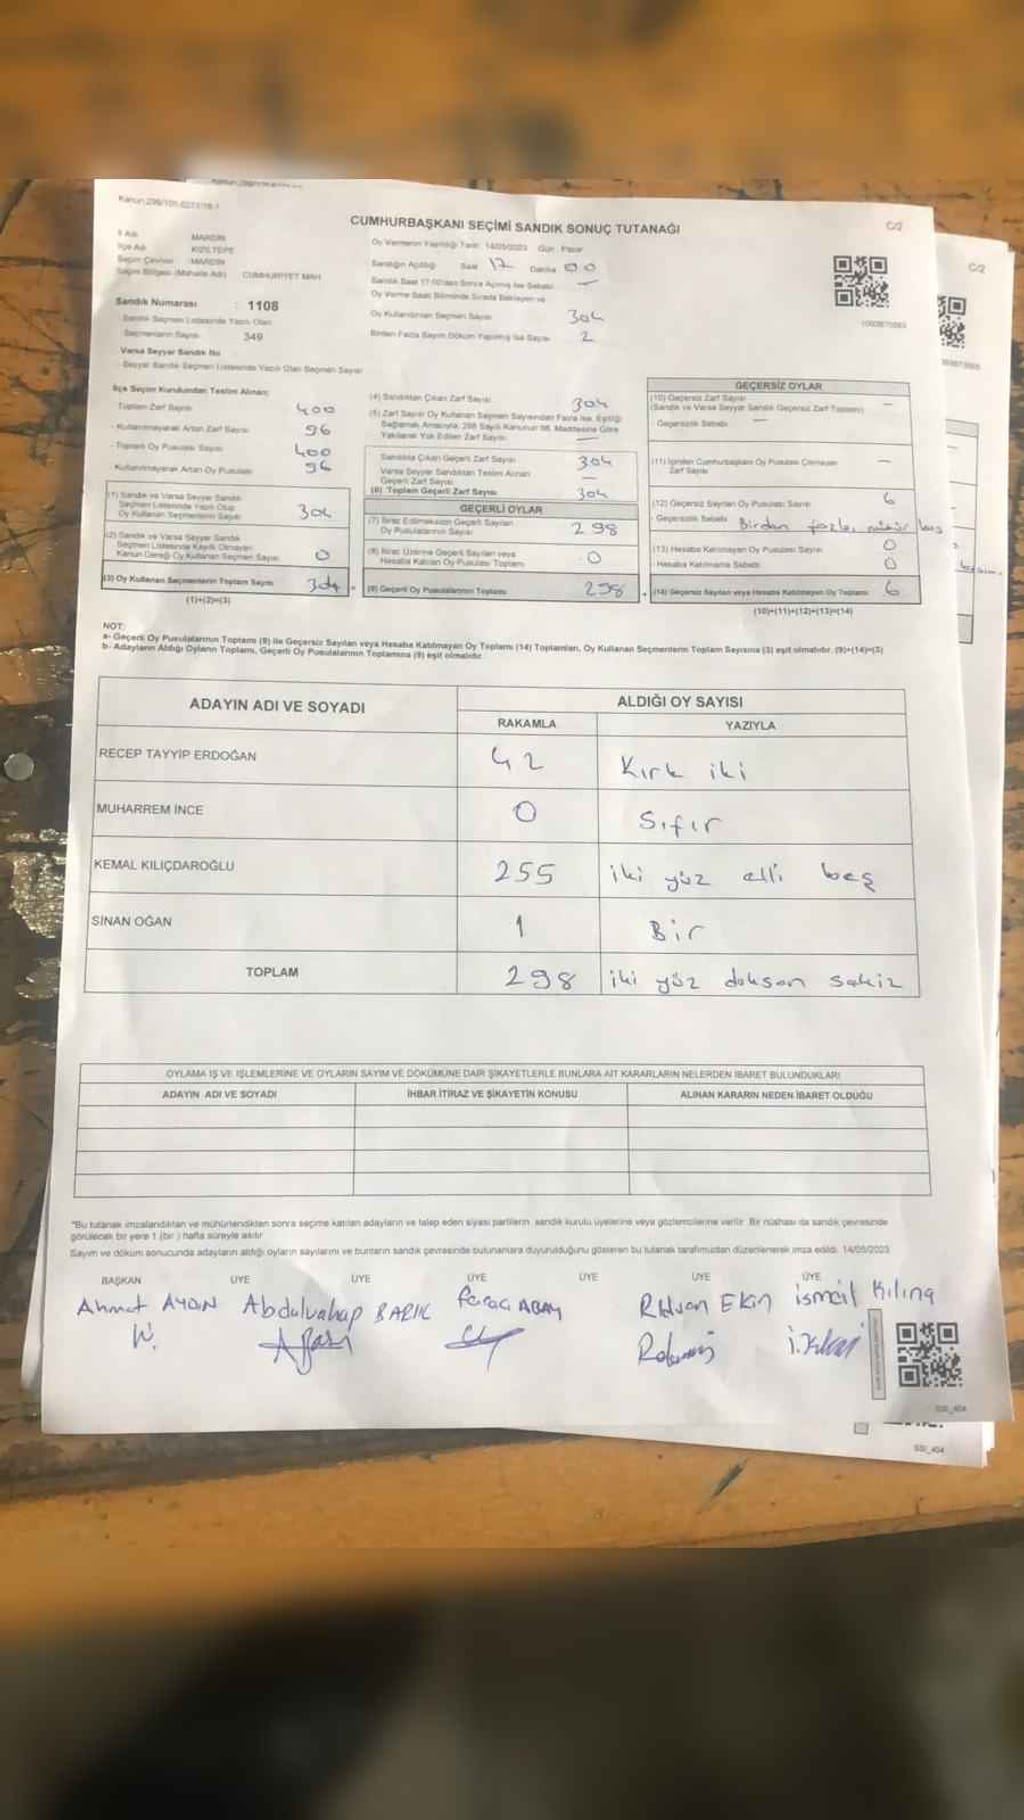 Kanun:298/105-0271/16-1
CUMHURBAŞKANI SEÇİMİ SANDIK SONUÇ TUTANAĞI
C/2
C/2
İl Adı MARDİN
İlçe Adı KIZILTEPE
Seçim Çevresi MARDİN
Seçim Bölgesi (Mahalle Adı) CUMHURİYET MAH
Oy Vermenin Yapıldığı Tarih: 14/05/2023 Gün: Pazar
Sandığın Açıldığı Saat 17 Dakika 00
Sandık Saat 17:00'dan Sonra Açılmış İse Sebebi —
Oy Verme Saati Bitiminde Sırada Bekleyen ve
Oy Kullandırılan Seçmen Sayısı 304
Birden Fazla Sayım Döküm Yapılmış İse Sayısı 2
Sandık Numarası : 1108
Sandık Seçmen Listesinde Yazılı Olan
Seçmenlerin Sayısı 349
Varsa Seyyar Sandık No
Seyyar Sandık Seçmen Listesinde Yazılı Olan Seçmen Sayısı
İlçe Seçim Kurulundan Teslim Alınan;
Toplam Zarf Sayısı 400
- Kullanılmayarak Artan Zarf Sayısı 96
- Toplam Oy Pusulası Sayısı 400
- Kullanılmayarak Artan Oy Pusulası 96
(1) Sandık ve Varsa Seyyar Sandık
Seçmen Listesinde Yazılı Olup
Oy Kullanan Seçmenlerin Sayısı 304
(2) Sandık ve Varsa Seyyar Sandık
Seçmen Listesinde Kayıtlı Olmayan
Kanun Gereği Oy Kullanan Seçmen Sayısı 0
(3) Oy Kullanan Seçmenlerin Toplam Sayısı 304
(1)+(2)=(3)
(4) Sandıktan Çıkan Zarf Sayısı 304
(5) Zarf Sayısı Oy Kullanan Seçmen Sayısından Fazla İse, Eşitliği
Sağlamak Amacıyla, 298 Sayılı Kanunun 98. Maddesine Göre
Yakılarak Yok Edilen Zarf Sayısı —
Sandıkta Çıkan Geçerli Zarf Sayısı 304
Varsa Seyyar Sandıktan Teslim Alınan
Geçerli Zarf Sayısı —
(6) Toplam Geçerli Zarf Sayısı 304
GEÇERLİ OYLAR
(7) İtiraz Edilmeksizin Geçerli Sayılan
Oy Pusulalarının Sayısı 298
(8) İtiraz Üzerine Geçerli Sayılan veya
Hesaba Katılan Oy Pusulası Toplamı 0
(9) Geçerli Oy Pusulalarının Toplamı 298
GEÇERSİZ OYLAR
(10) Geçersiz Zarf Sayısı
(Sandık ve Varsa Seyyar Sandık Geçersiz Zarf Toplamı) —
- Geçersizlik Sebebi —
(11) İçinden Cumhurbaşkanı Oy Pusulası Çıkmayan
Zarf Sayısı —
(12) Geçersiz Sayılan Oy Pusulası Sayısı 6
- Geçersizlik Sebebi Birdan fazla mühür bas
(13) Hesaba Katılmayan Oy Pusulası Sayısı 0
- Hesaba Katılmama Sebebi 0
(14) Geçersiz Sayılan veya Hesaba Katılmayan Oy Toplamı 6
(10)+(11)+(12)+(13)=(14)
NOT:
a- Geçerli Oy Pusulalarının Toplamı (9) ile Geçersiz Sayılan veya Hesaba Katılmayan Oy Toplamı (14) Toplamları, Oy Kullanan Seçmenlerin Toplam Sayısına (3) eşit olmalıdır. (9)+(14)=(3)
b- Adayların Aldığı Oyların Toplamı, Geçerli Oy Pusulalarının Toplamına (9) eşit olmalıdır.
ADAYIN ADI VE SOYADI ALDIĞI OY SAYISI
RAKAMLA YAZIYLA
RECEP TAYYİP ERDOĞAN 42 Kırk iki
MUHARREM İNCE 0 Sıfır
KEMAL KILIÇDAROĞLU 255 iki yüz elli beş
SİNAN OĞAN 1 Bir
TOPLAM 298 iki yüz doksan sakiz
OYLAMA İŞ VE İŞLEMLERİNE VE OYLARIN SAYIM VE DÖKÜMÜNE DAİR ŞİKAYETLERLE BUNLARA AİT KARARLARIN NELERDEN İBARET BULUNDUKLARI
ADAYIN ADI VE SOYADI İHBAR İTİRAZ VE ŞİKAYETİN KONUSU ALINAN KARARIN NEDEN İBARET OLDUĞU
*Bu tutanak imzalandıktan ve mühürlendikten sonra seçime katılan adayların ve talep eden siyasi partilerin, sandık kurulu üyelerine veya gözlemcilerine verilir. Bir nüshası da sandık çevresinde
görülecek bir yere 1 (bir) hafta süreyle asılır.
Sayım ve döküm sonucunda adayların aldığı oyların sayılarını ve bunların sandık çevresinde bulunanlara duyurulduğunu gösteren bu tutanak tarafımızdan düzenlenerek imza edildi. 14/05/2023
BAŞKAN ÜYE ÜYE ÜYE ÜYE ÜYE ÜYE
Ahmet AYDIN Abdulvahap BARIK ABAY Rıdvan Ekin ismail Kılınç
SSI_404
SSI_404